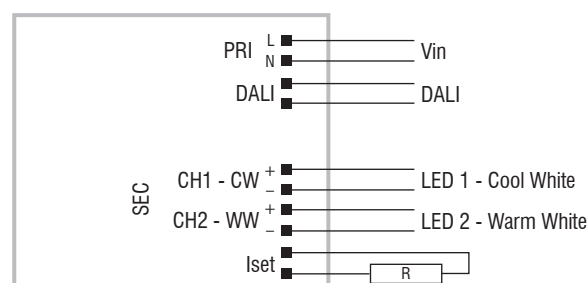 PRI L Vin
N
DALI DALI
SEC
CH1 - CW + LED 1 - Cool White
–
CH2 - WW + LED 2 - Warm White
–
Iset
R